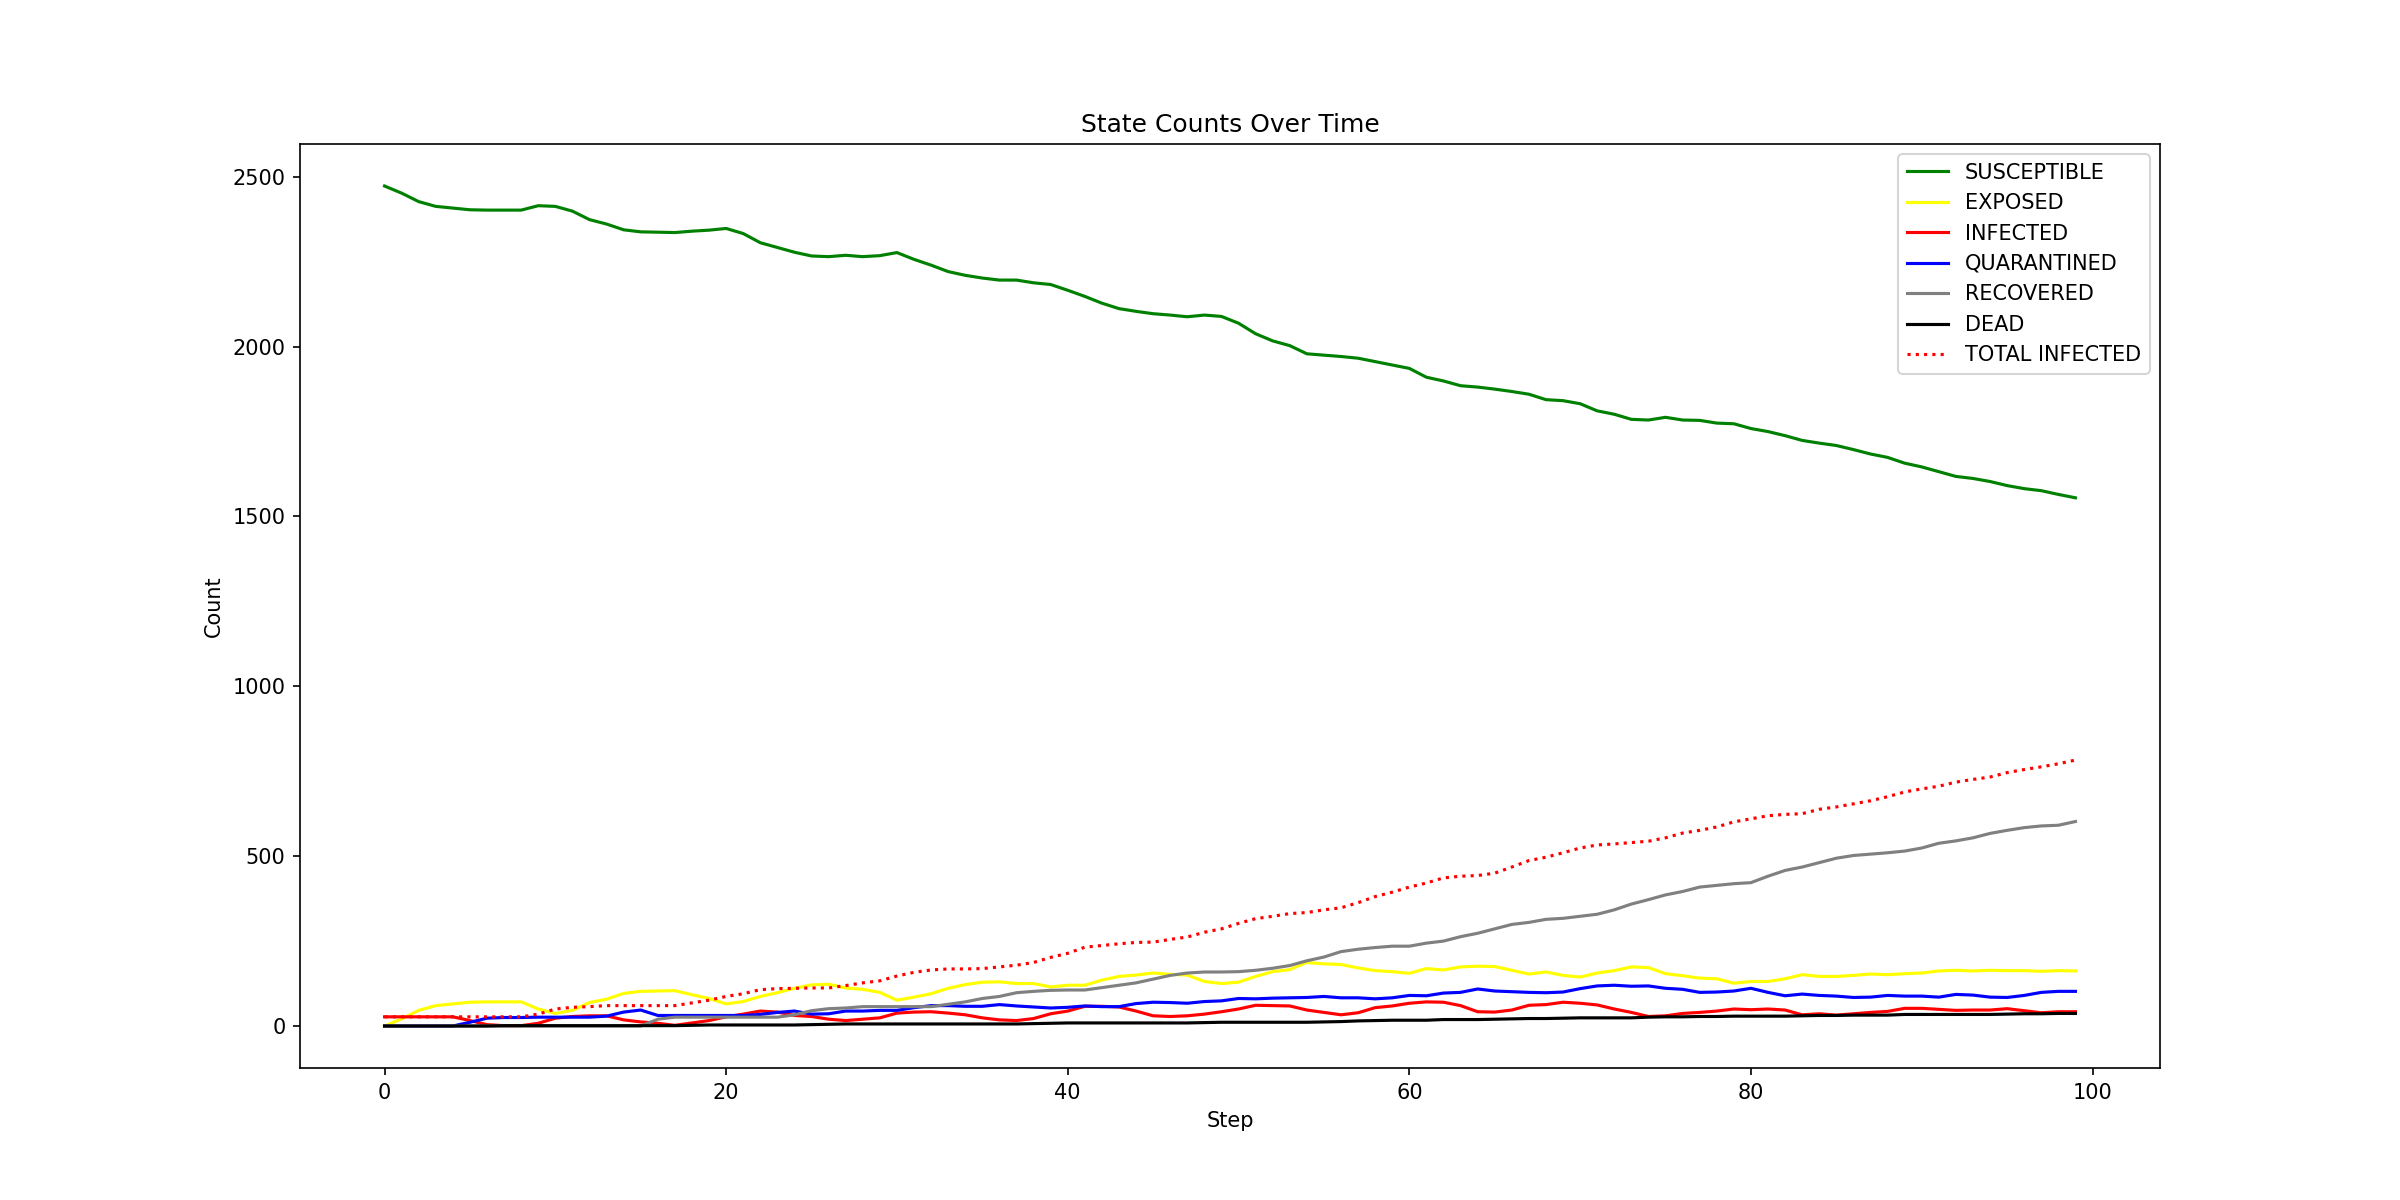 State Counts Over Time
2500
2000
1500
1000
500
0
Count
0 20 40 60 80 100
Step
SUSCEPTIBLE
EXPOSED
INFECTED
QUARANTINED
RECOVERED
DEAD
TOTAL INFECTED